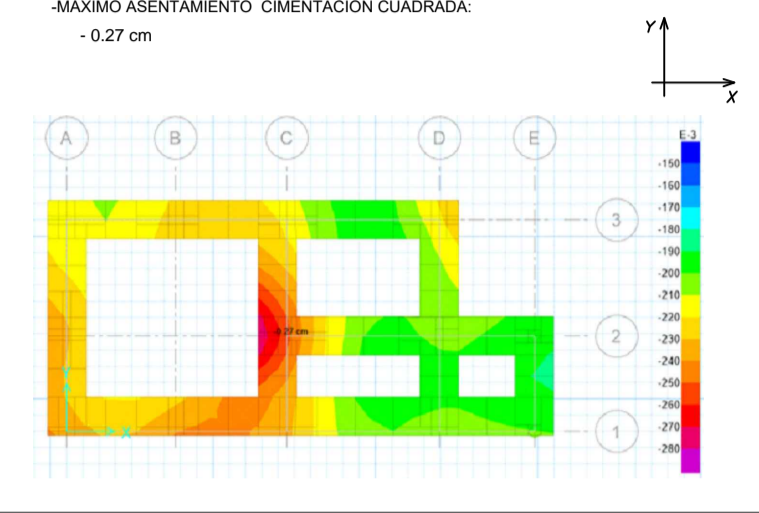 -MAXIMO ASENTAMIENTO CIMENTACION CUADRADA:
- 0.27 cm
Y
X
A B C D E
E-3
-150
-160
-170
-180
-190
-200
-210
-220
-230
-240
-250
-260
-270
-280
3
-0.27 cm
2
Y
X
1